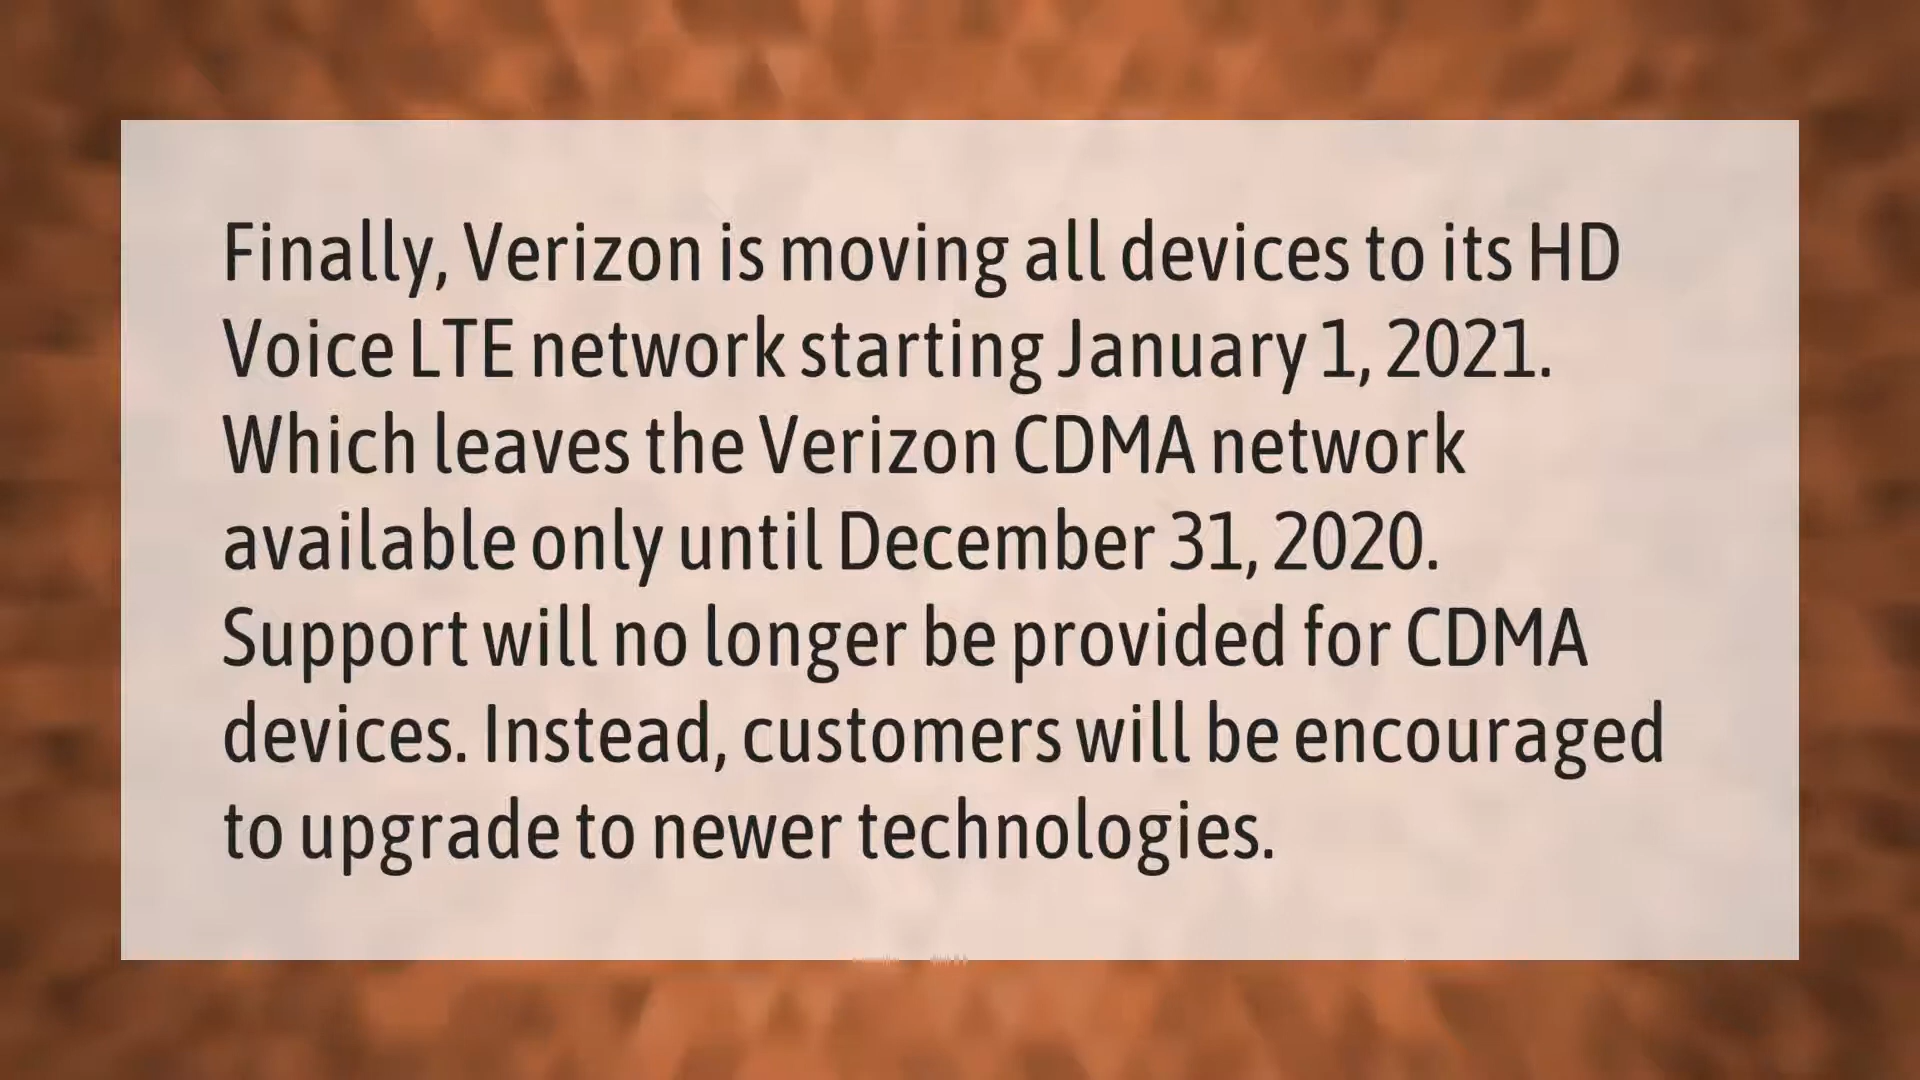 Finally, Verizon is moving all devices to its HD
Voice LTE network starting January 1, 2021.
Which leaves the Verizon CDMA network
available only until December 31, 2020.
Support will no longer be provided for CDMA
devices. Instead, customers will be encouraged
to upgrade to newer technologies.